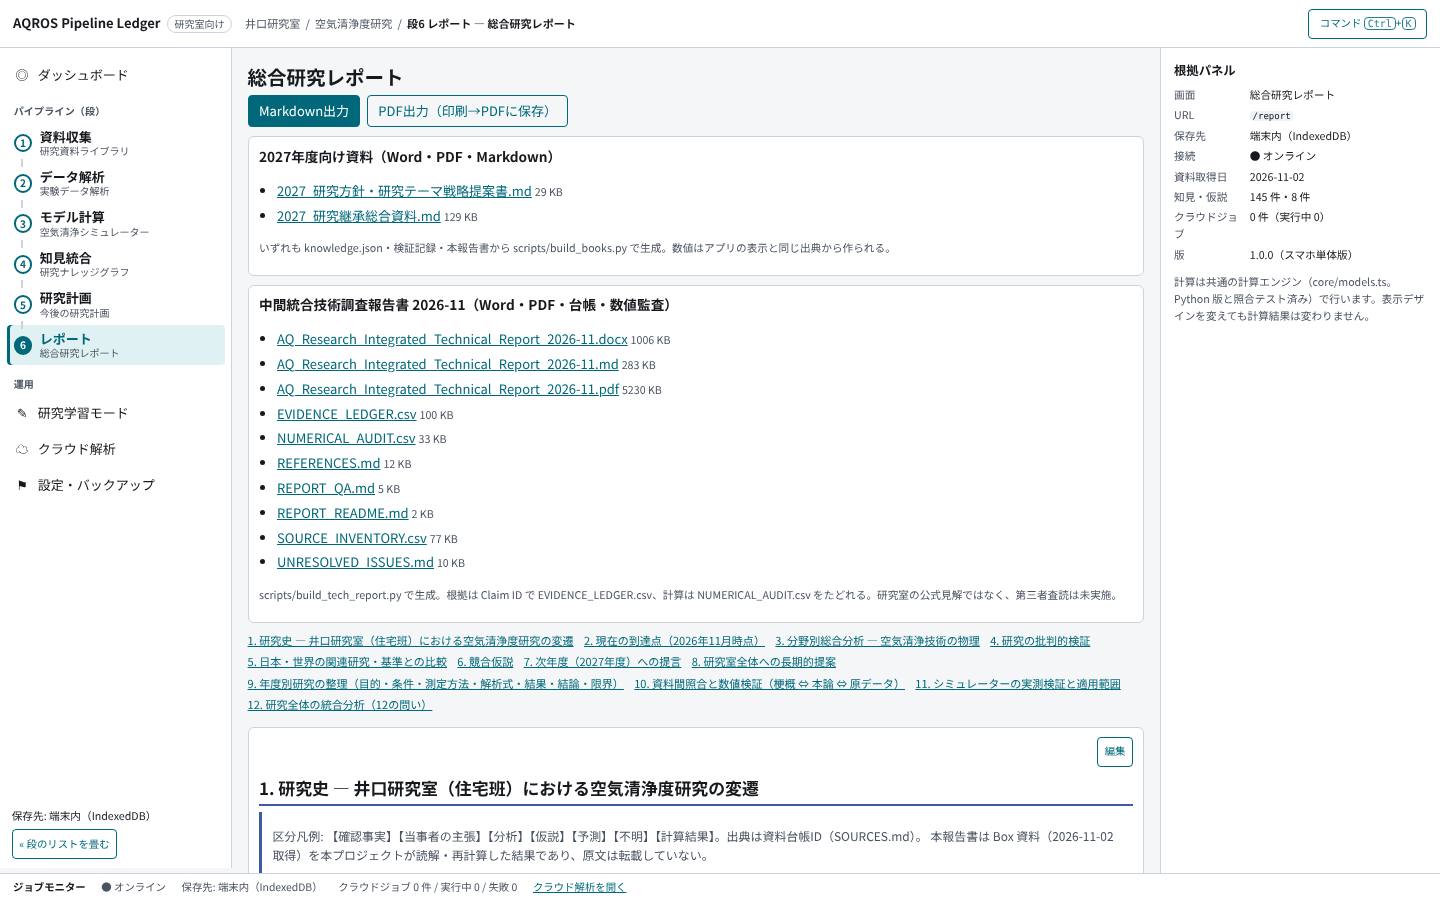 AQROS Pipeline Ledger 研究室向け 井口研究室 / 空気清浄度研究 / 段6 レポート — 総合研究レポート
コマンド Ctrl+K
◎ ダッシュボード
パイプライン（段）
1 資料収集
研究資料ライブラリ
2 データ解析
実験データ解析
3 モデル計算
空気清浄シミュレーター
4 知見統合
研究ナレッジグラフ
5 研究計画
今後の研究計画
6 レポート
総合研究レポート
運用
✎ 研究学習モード
クラウド解析
⚑ 設定・バックアップ
保存先: 端末内（IndexedDB）
« 段のリストを畳む
総合研究レポート
Markdown出力 PDF出力（印刷→PDFに保存）
2027年度向け資料（Word・PDF・Markdown）
2027_研究方針・研究テーマ戦略提案書.md 29 KB
2027_研究継承総合資料.md 129 KB
いずれも knowledge.json・検証記録・本報告書から scripts/build_books.py で生成。数値はアプリの表示と同じ出典から作られる。
中間統合技術調査報告書 2026-11（Word・PDF・台帳・数値監査）
AQ_Research_Integrated_Technical_Report_2026-11.docx 1006 KB
AQ_Research_Integrated_Technical_Report_2026-11.md 283 KB
AQ_Research_Integrated_Technical_Report_2026-11.pdf 5230 KB
EVIDENCE_LEDGER.csv 100 KB
NUMERICAL_AUDIT.csv 33 KB
REFERENCES.md 12 KB
REPORT_QA.md 5 KB
REPORT_README.md 2 KB
SOURCE_INVENTORY.csv 77 KB
UNRESOLVED_ISSUES.md 10 KB
scripts/build_tech_report.py で生成。根拠は Claim ID で EVIDENCE_LEDGER.csv、計算は NUMERICAL_AUDIT.csv をたどれる。研究室の公式見解ではなく、第三者査読は未実施。
1. 研究史 — 井口研究室（住宅班）における空気清浄度研究の変遷 2. 現在の到達点（2026年11月時点） 3. 分野別総合分析 — 空気清浄技術の物理 4. 研究の批判的検証
5. 日本・世界の関連研究・基準との比較 6. 競合仮説 7. 次年度（2027年度）への提言 8. 研究室全体への長期的提案
9. 年度別研究の整理（目的・条件・測定方法・解析式・結果・結論・限界） 10. 資料間照合と数値検証（梗概 ⇔ 本論 ⇔ 原データ） 11. シミュレーターの実測検証と適用範囲
12. 研究全体の統合分析（12の問い）
編集
1. 研究史 — 井口研究室（住宅班）における空気清浄度研究の変遷
区分凡例: 【確認事実】【当事者の主張】【分析】【仮説】【予測】【不明】【計算結果】。出典は資料台帳ID（SOURCES.md）。 本報告書は Box 資料（2026-11-02
取得）を本プロジェクトが読解・再計算した結果であり、原文は転載していない。
根拠パネル
画面 総合研究レポート
URL /report
保存先 端末内（IndexedDB）
接続 ● オンライン
資料取得日 2026-11-02
知見・仮説 145 件・8 件
クラウドジョ 0 件（実行中 0）
ブ
版 1.0.0（スマホ単体版）
計算は共通の計算エンジン（core/models.ts。
Python 版と照合テスト済み）で行います。表示デザ
インを変えても計算結果は変わりません。
ジョブモニター ● オンライン 保存先: 端末内（IndexedDB） クラウドジョブ 0 件 / 実行中 0 / 失敗 0 クラウド解析を開く